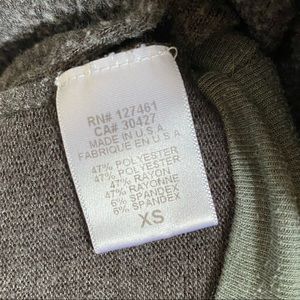 RN# 127461
CA# 30427
MADE IN U.S.A.
FABRIQUE EN U.S.A.
47% POLYESTER
47% POLYESTER
47% RAYON
47% RAYONNE
6% SPANDEX
6% SPANDEX
XS